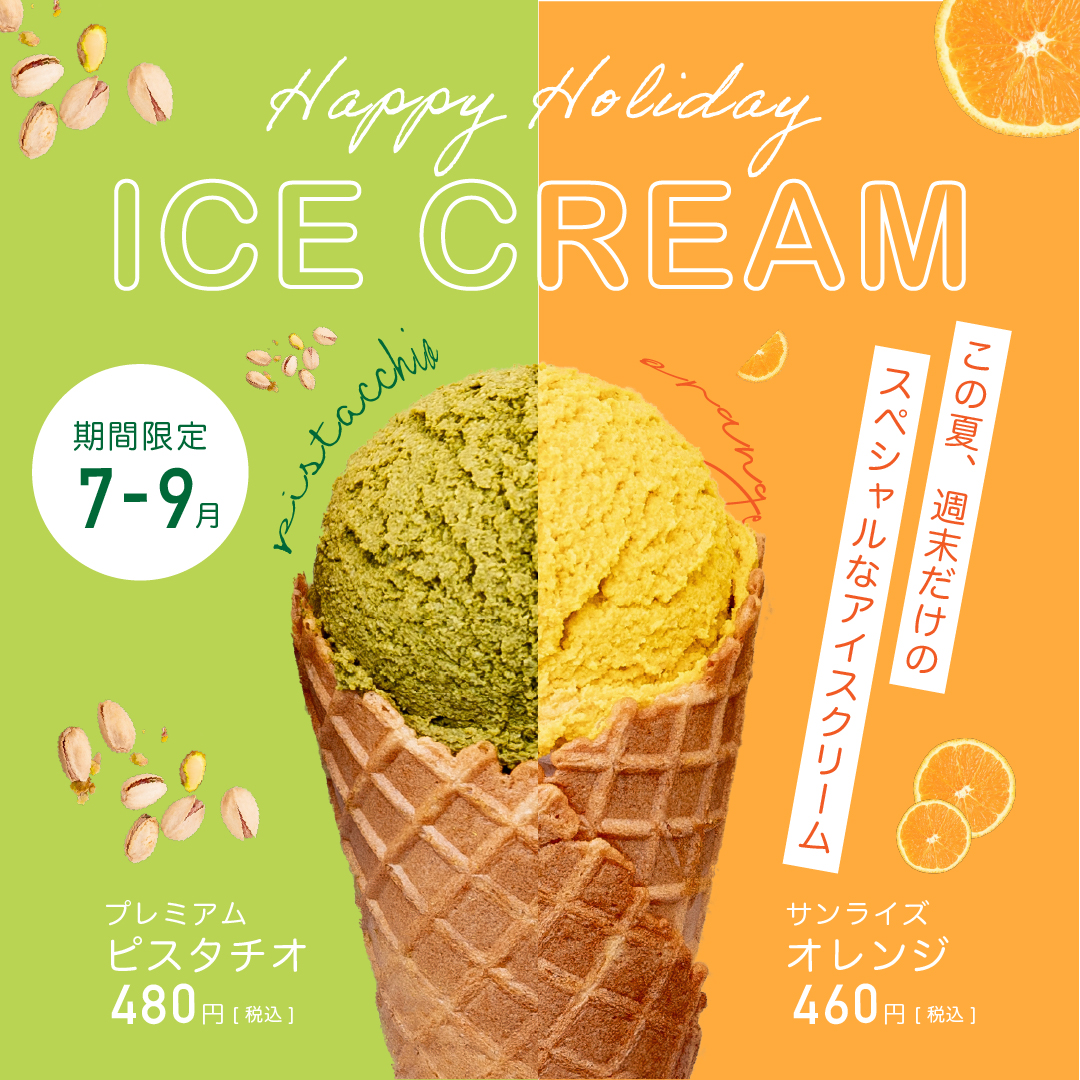 Happy Holiday
ICE CREAM
pistacchio
orange
期間限定
7-9月
この夏、週末だけの
スペシャルなアイスクリーム
プレミアム
ピスタチオ
480円[税込]
サンライズ
オレンジ
460円[税込]